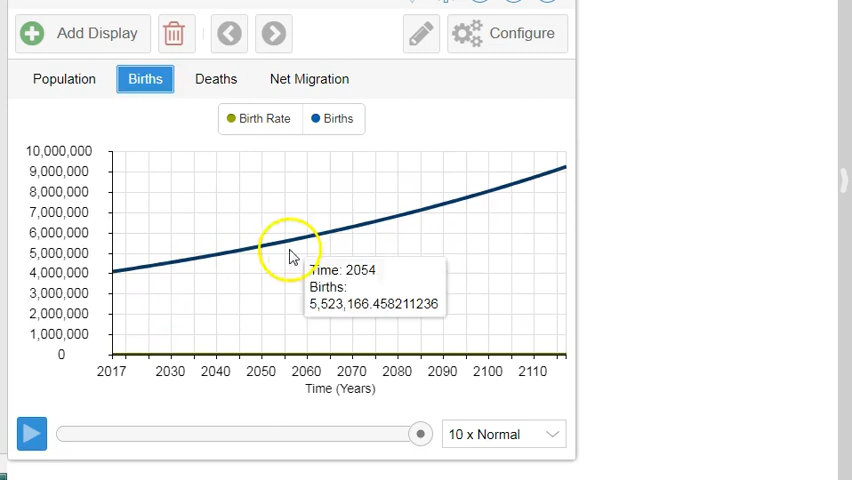 Add Display
Configure
Population Births Deaths Net Migration
Birth Rate Births
10,000,000
9,000,000
8,000,000
7,000,000
6,000,000
5,000,000
4,000,000
3,000,000
2,000,000
1,000,000
0
Time: 2054
Births:
5,523,166.458211236
2017 2030 2040 2050 2060 2070 2080 2090 2100 2110
Time (Years)
10 x Normal